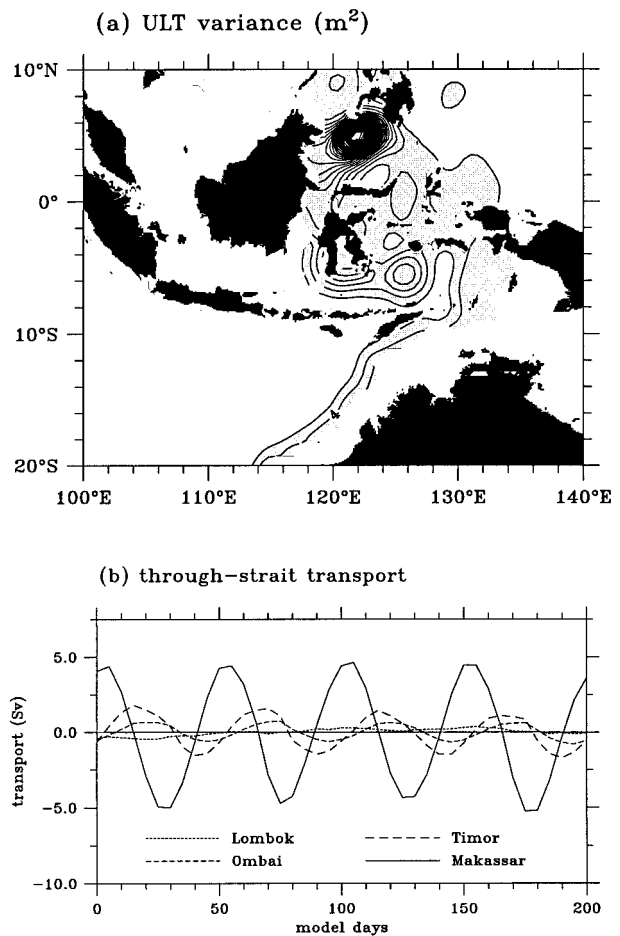 (a) ULT variance (m²)
10°N
0°
10°S
20°S
4
100°E 110°E 120°E 130°E 140°E
(b) through-strait transport
transport (Sv)
5.0
0.0
-5.0
-10.0
Lombok
Timor
Ombai
Makassar
0 50 100 150 200
model days